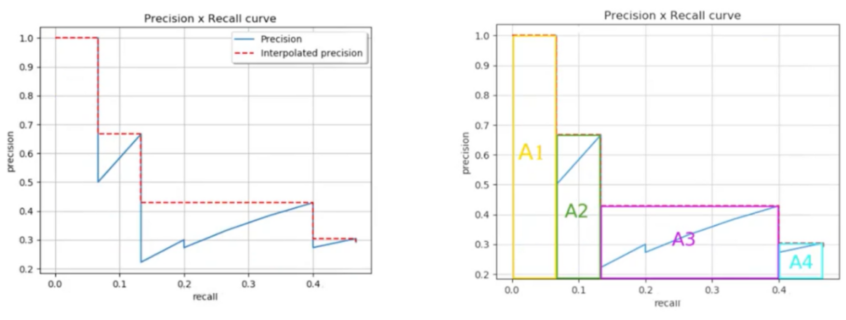 Precision x Recall curve
Precision
Interpolated precision
1.0
0.9
0.8
0.7
0.6
0.5
0.4
0.3
0.2
precision
0.0 0.1 0.2 0.3 0.4
recall
Precision x Recall curve
1.0
0.9
0.8
0.7
0.6
0.5
0.4
0.3
0.2
precision
A1
A2
A3
A4
0.0 0.1 0.2 0.3 0.4
recall